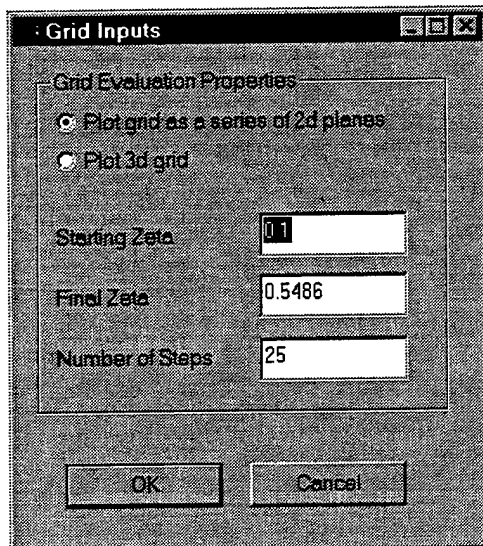 Grid Inputs
Grid Evaluation Properties
Plot grid as a series of 2d planes
Plot 3d grid
Starting Zeta 0.1
Final Zeta 0.5486
Number of Steps 25
OK Cancel